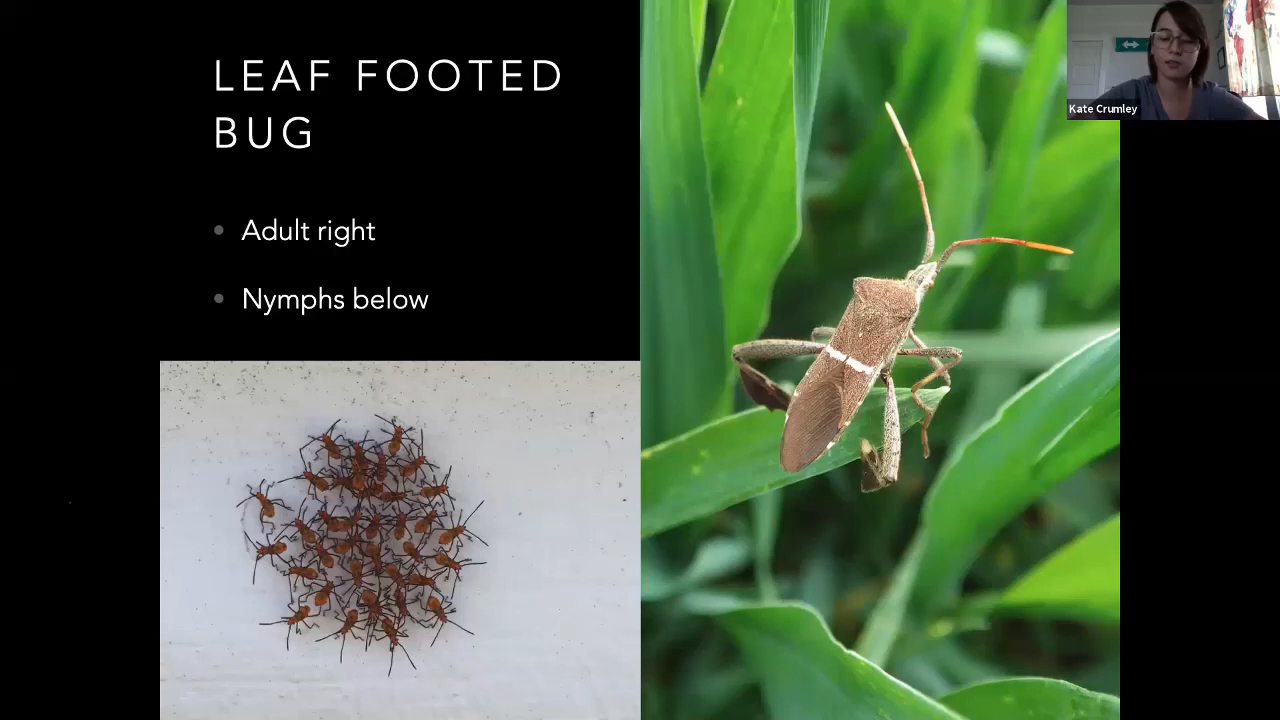 LEAF FOOTED
BUG
Adult right
Nymphs below
Kate Crumley